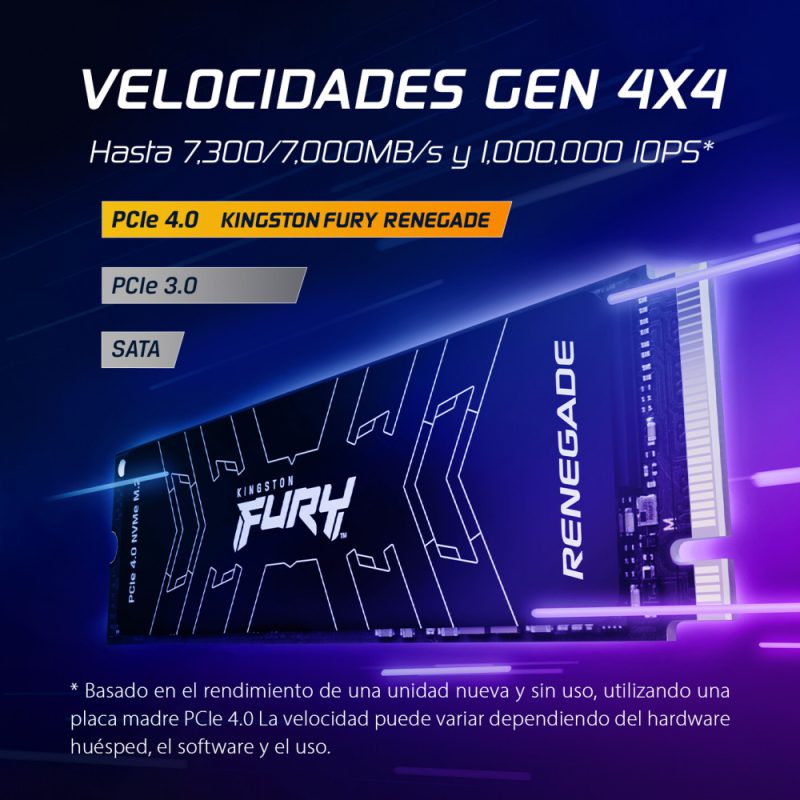 VELOCIDADES GEN 4X4
Hasta 7,300/7,000MB/s y 1,000,000 IOPS*
PCIe 4.0 KINGSTON FURY RENEGADE
PCIe 3.0
SATA
RENEGADE
KINGSTON
FURY™
PCIe 4.0 NVMe M.2
M
* Basado en el rendimiento de una unidad nueva y sin uso, utilizando una
placa madre PCIe 4.0 La velocidad puede variar dependiendo del hardware
huésped, el software y el uso.